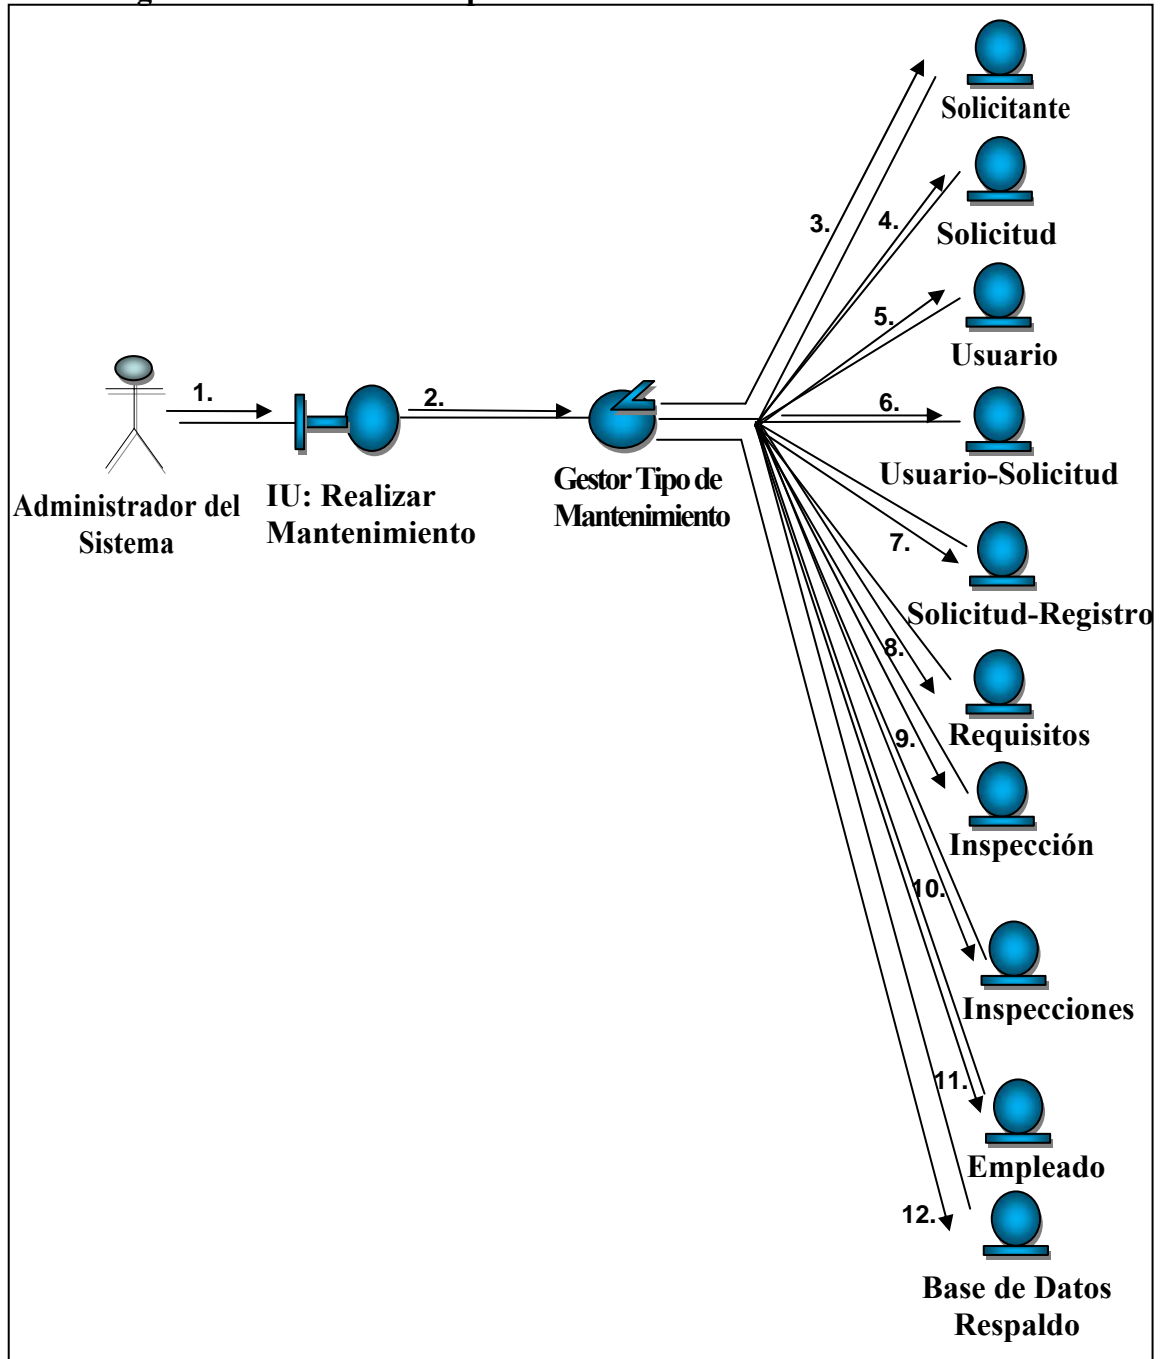 3.
Solicitante
4.
Solicitud
5.
Usuario
1.
2.
6.
Administrador del
Sistema
IU: Realizar
Mantenimiento
Gestor Tipo de
Mantenimiento
Usuario-Solicitud
7.
Solicitud-Registro
8.
Requisitos
9.
Inspección
10.
Inspecciones
11.
Empleado
12.
Base de Datos
Respaldo